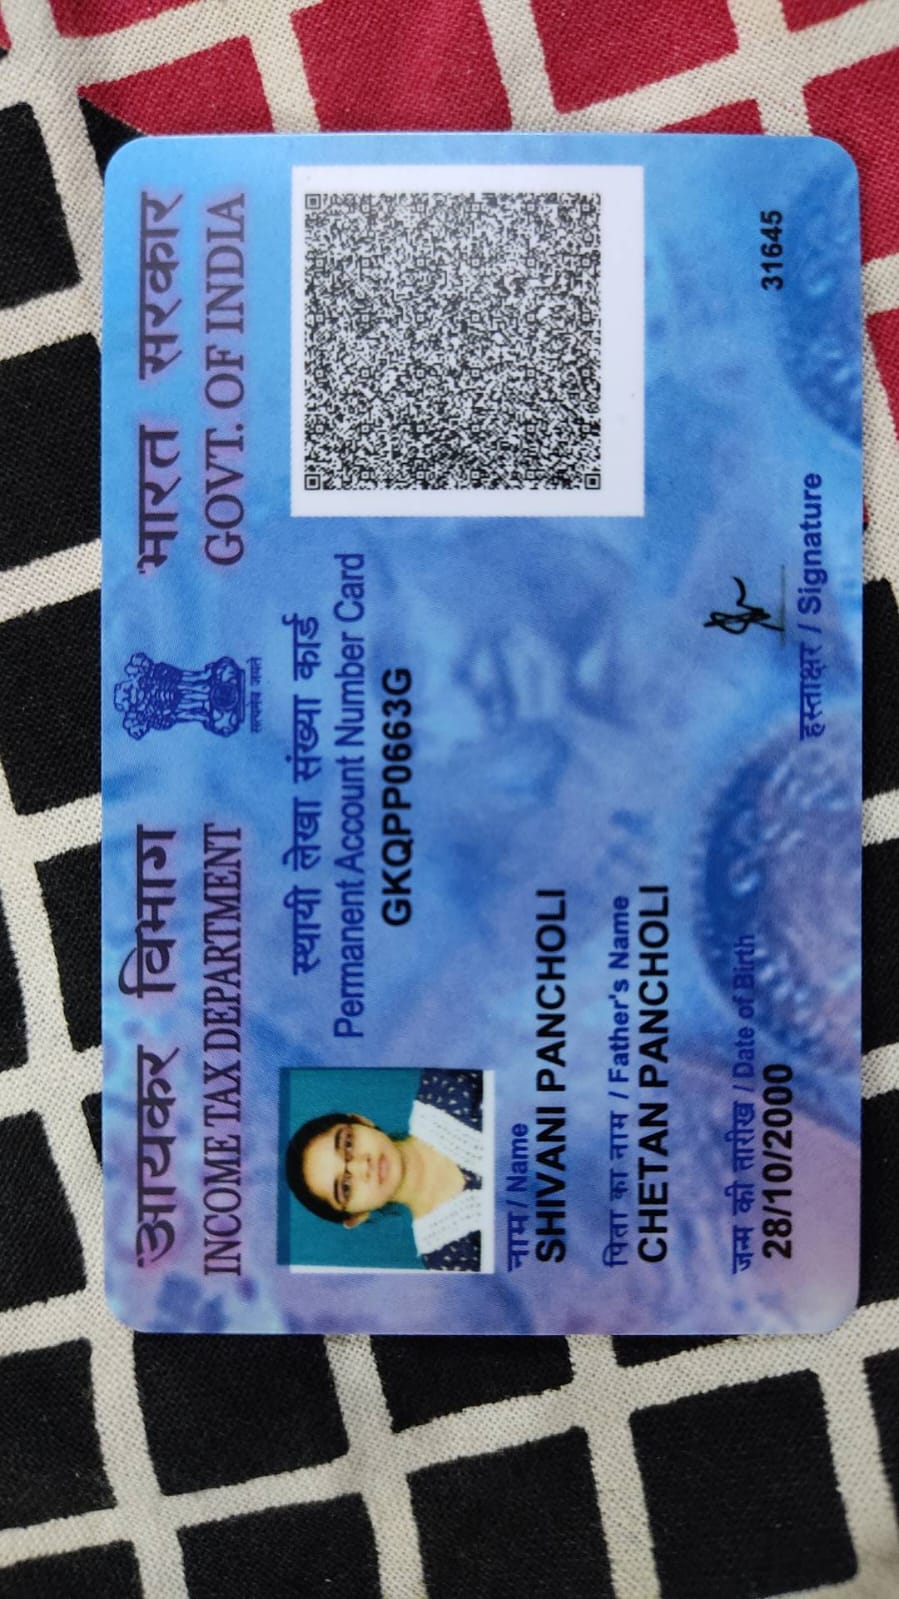 आयकर विभाग
INCOME TAX DEPARTMENT
सत्यमेव जयते
भारत सरकार
GOVT. OF INDIA
स्थायी लेखा संख्या कार्ड
Permanent Account Number Card
GKQPP0663G
नाम / Name
SHIVANI PANCHOLI
पिता का नाम / Father's Name
CHETAN PANCHOLI
जन्म की तारीख / Date of Birth
28/10/2000
हस्ताक्षर / Signature
31645